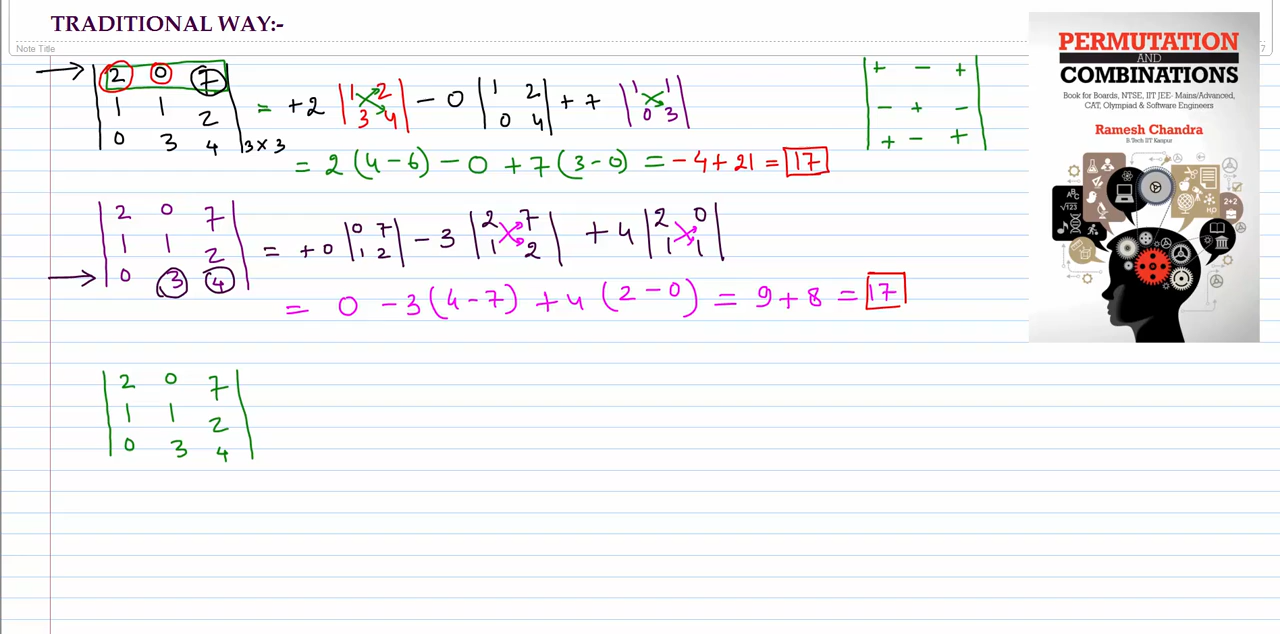 TRADITIONAL WAY:-
Note Title
7
→ | 2 0 7 |
| 1 1 2 |
| 0 3 4 | 3×3
= +2 | 1 2 | - 0 | 1 2 | + 7 | 1 1 |
| 3 4 | | 0 4 | | 0 3 |
= 2(4-6) - 0 + 7(3-0) = -4+21 = 17
| + - + |
| - + - |
| + - + |
| 2 0 7 |
| 1 1 2 |
→ | 0 3 4 |
= +0 | 0 7 | - 3 | 2 7 | + 4 | 2 0 |
| 1 2 | | 1 2 | | 1 1 |
= 0 - 3(4-7) + 4(2-0) = 9+8 = 17
| 2 0 7 |
| 1 1 2 |
| 0 3 4 |
PERMUTATION
AND
COMBINATIONS
Book for Boards, NTSE, IIT JEE- Mains/Advanced,
CAT, Olympiad & Software Engineers
Ramesh Chandra
B.Tech IIT Kanpur
√123
2+2